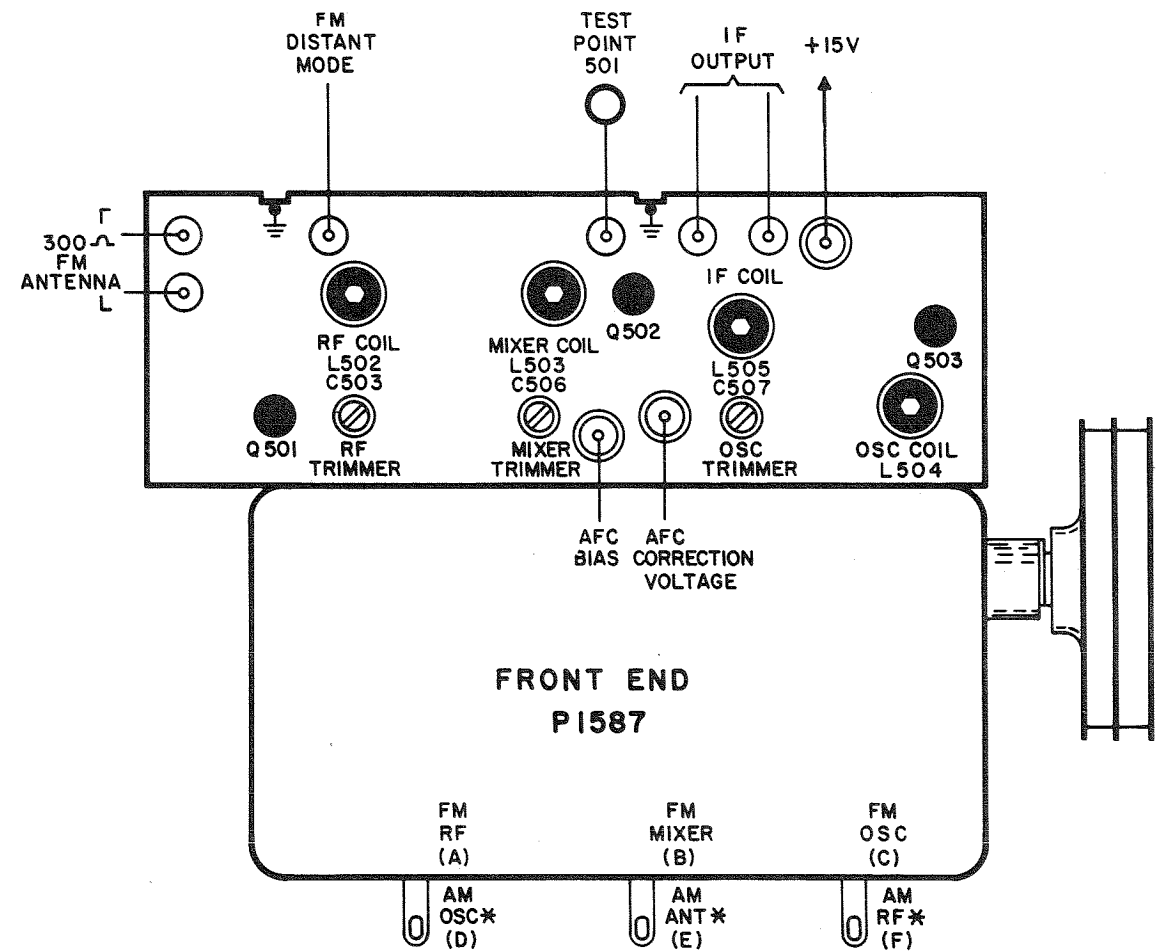 FM
DISTANT
MODE
TEST
POINT
501
IF
OUTPUT
+15V
300 Ω
FM
ANTENNA
RF COIL
L502
C503
MIXER COIL
L503
C506
Q502
IF COIL
L505
C507
Q503
Q501
RF
TRIMMER
MIXER
TRIMMER
OSC
TRIMMER
OSC COIL
L504
AFC
BIAS
AFC
CORRECTION
VOLTAGE
FRONT END
P1587
FM
RF
(A)
FM
MIXER
(B)
FM
OSC
(C)
AM
OSC*
(D)
AM
ANT*
(E)
AM
RF*
(F)